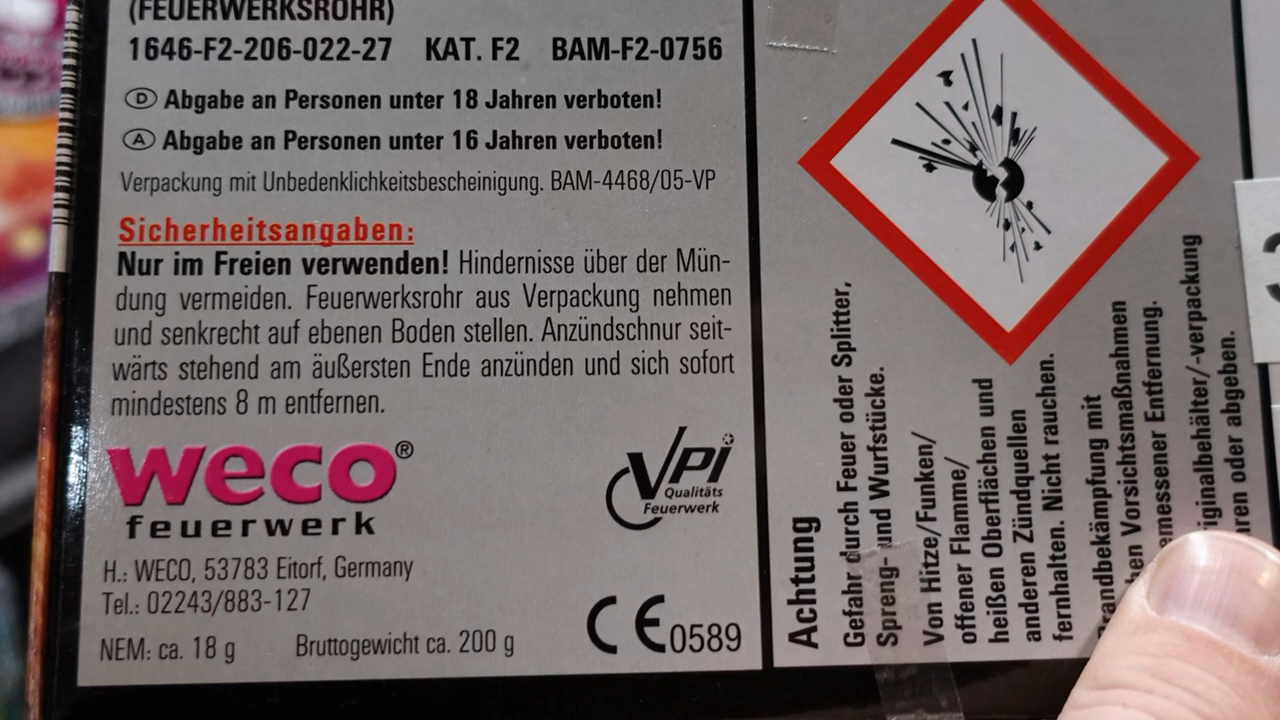 (FEUERWERKSROHR)
1646-F2-206-022-27 KAT. F2 BAM-F2-0756
D Abgabe an Personen unter 18 Jahren verboten!
A Abgabe an Personen unter 16 Jahren verboten!
Verpackung mit Unbedenklichkeitsbescheinigung. BAM-4468/05-VP
Sicherheitsangaben:
Nur im Freien verwenden! Hindernisse über der Mün-
dung vermeiden. Feuerwerksrohr aus Verpackung nehmen
und senkrecht auf ebenen Boden stellen. Anzündschnur seit-
wärts stehend am äußersten Ende anzünden und sich sofort
mindestens 8 m entfernen.
weco®
feuerwerk
VPi
Qualitäts
Feuerwerk
H.: WECO, 53783 Eitorf, Germany
Tel.: 02243/883-127
NEM: ca. 18 g Bruttogewicht ca. 200 g
CE 0589
Achtung
Gefahr durch Feuer oder Splitter,
Spreng- und Wurfstücke.
Von Hitze/Funken/
offener Flamme/
heißen Oberflächen und
anderen Zündquellen
fernhalten. Nicht rauchen.
mit
Vorsichtsmaßnahmen
Entfernung.
oder abgeben.